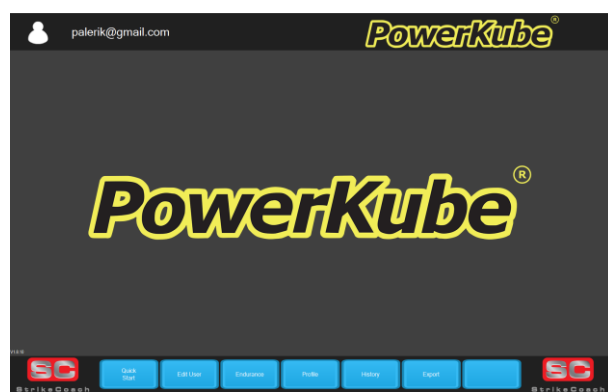 palerik@gmail.com
PowerKube®
PowerKube®
SC
StrikeCoach
Quick
Start
Edit User
Endurance
Profile
History
Export
SC
StrikeCoach